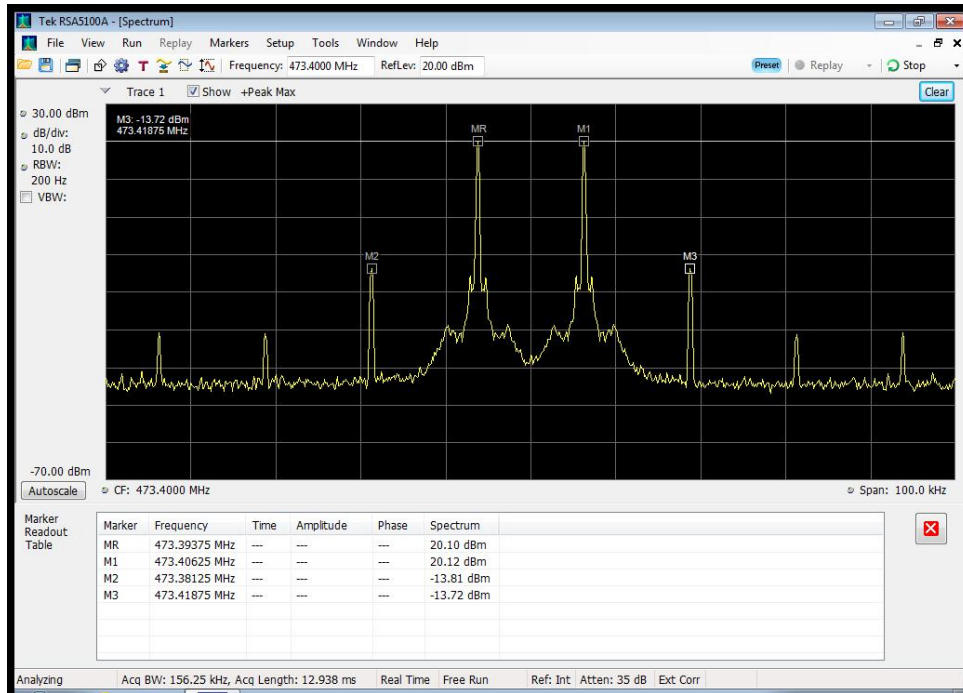 Tek RSA5100A - [Spectrum]
File View Run Replay Markers Setup Tools Window Help
Frequency: 473.4000 MHz RefLev: 20.00 dBm Preset Replay Stop
Trace 1 Show +Peak Max Clear
30.00 dBm
dB/div:
10.0 dB
RBW:
200 Hz
VBW:
M3: -13.72 dBm
473.41875 MHz
MR M1
M2 M3
-70.00 dBm
Autoscale CF: 473.4000 MHz Span: 100.0 kHz
Marker
Readout
Table
Marker Frequency Time Amplitude Phase Spectrum
MR 473.39375 MHz --- --- --- 20.10 dBm
M1 473.40625 MHz --- --- --- 20.12 dBm
M2 473.38125 MHz --- --- --- -13.81 dBm
M3 473.41875 MHz --- --- --- -13.72 dBm
Analyzing Acq BW: 156.25 kHz, Acq Length: 12.938 ms Real Time Free Run Ref: Int Atten: 35 dB Ext Corr